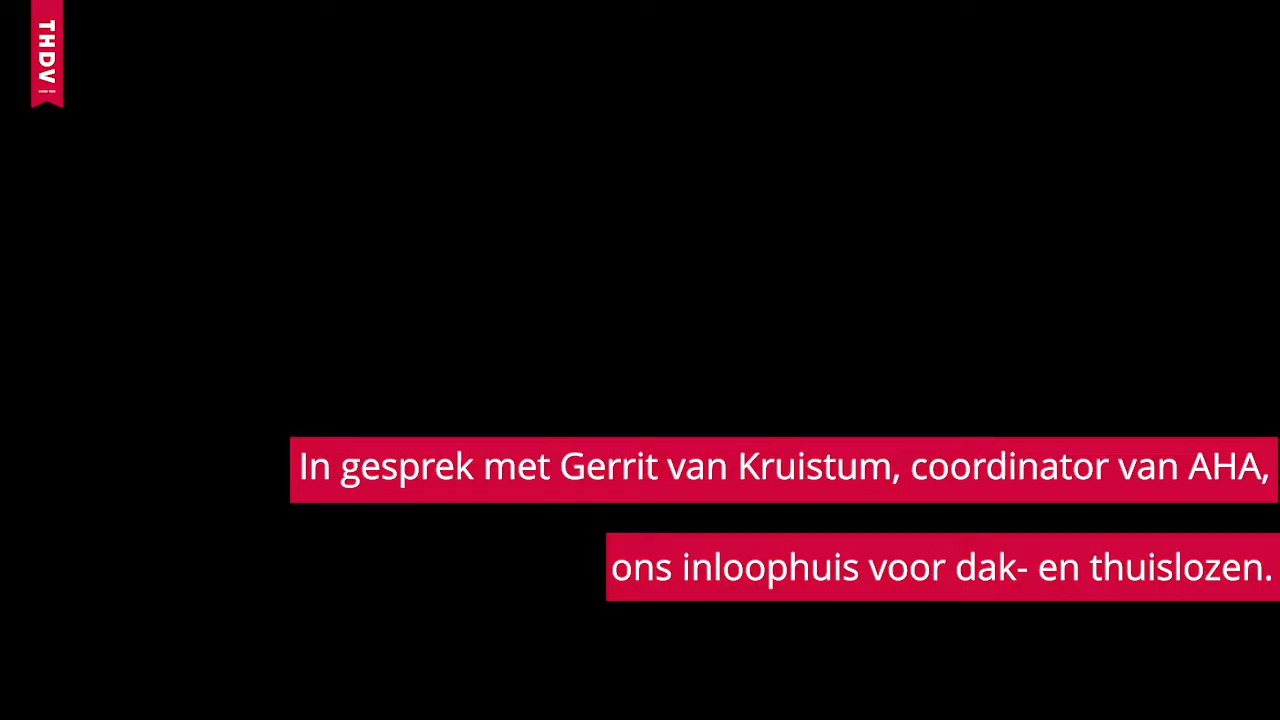 THDV
In gesprek met Gerrit van Kruistum, coordinator van AHA,
ons inloophuis voor dak- en thuislozen.